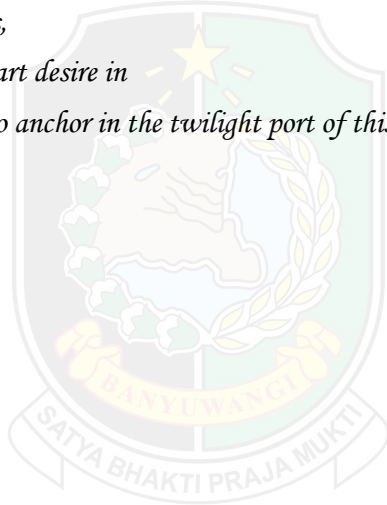 ,
art desire in
o anchor in the twilight port of this
BANYUWANGI
SATYA BHAKTI PRAJA MUKTI